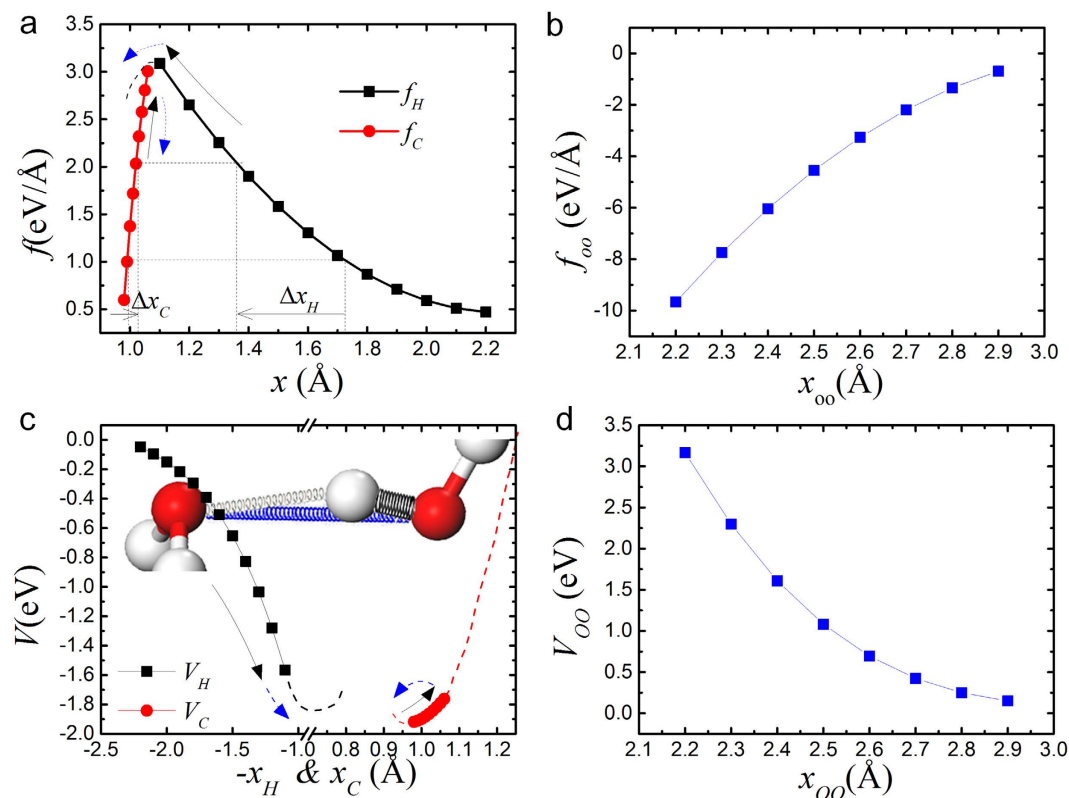 a
3.5
3.0
2.5
2.0
1.5
1.0
0.5
f(eV/Å)
f_H
f_C
Δx_C
Δx_H
1.0 1.2 1.4 1.6 1.8 2.0 2.2
x (Å)
b
0
-2
-4
-6
-8
-10
f_oo (eV/Å)
2.1 2.2 2.3 2.4 2.5 2.6 2.7 2.8 2.9 3.0
x_oo(Å)
c
0.0
-0.2
-0.4
-0.6
-0.8
-1.0
-1.2
-1.4
-1.6
-1.8
-2.0
V(eV)
V_H
V_C
-2.5 -2.0 -1.5 -1.0 0.8 0.9 1.0 1.1 1.2
-x_H & x_C (Å)
d
3.5
3.0
2.5
2.0
1.5
1.0
0.5
0.0
V_OO (eV)
2.1 2.2 2.3 2.4 2.5 2.6 2.7 2.8 2.9 3.0
x_OO(Å)